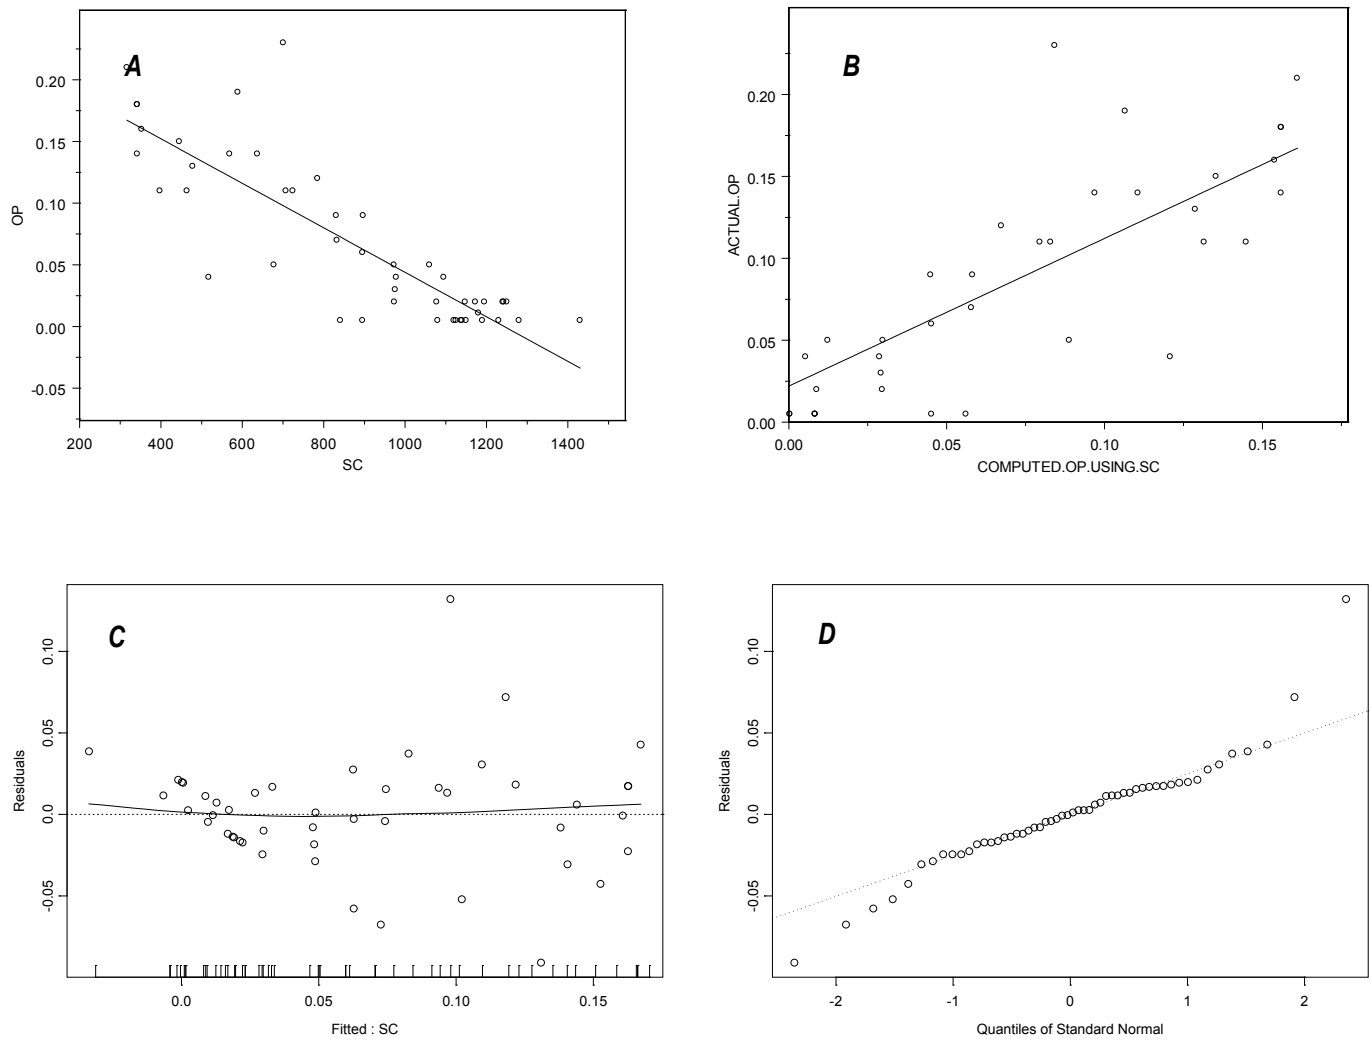 A
0.20
0.15
0.10
0.05
0.00
-0.05
OP
200 400 600 800 1000 1200 1400
SC
B
0.20
0.15
0.10
0.05
0.00
ACTUAL.OP
0.00 0.05 0.10 0.15
COMPUTED.OP.USING.SC
C
0.10
0.05
0.0
-0.05
Residuals
0.0 0.05 0.10 0.15
Fitted : SC
D
0.10
0.05
0.0
-0.05
Residuals
-2 -1 0 1 2
Quantiles of Standard Normal